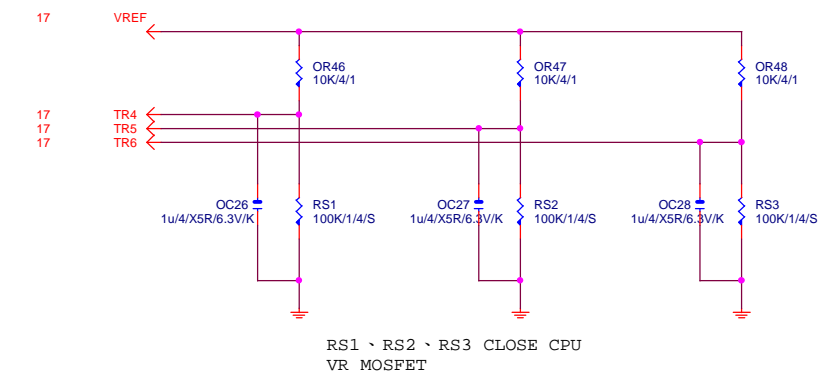 17 VREF
OR46 OR47 OR48
10K/4/1 10K/4/1 10K/4/1
17 TR4
17 TR5
17 TR6
OC26 RS1 OC27 RS2 OC28 RS3
1u/4/X5R/6.3V/K 100K/1/4/S 1u/4/X5R/6.3V/K 100K/1/4/S 1u/4/X5R/6.3V/K 100K/1/4/S
RS1、RS2、RS3 CLOSE CPU
VR MOSFET